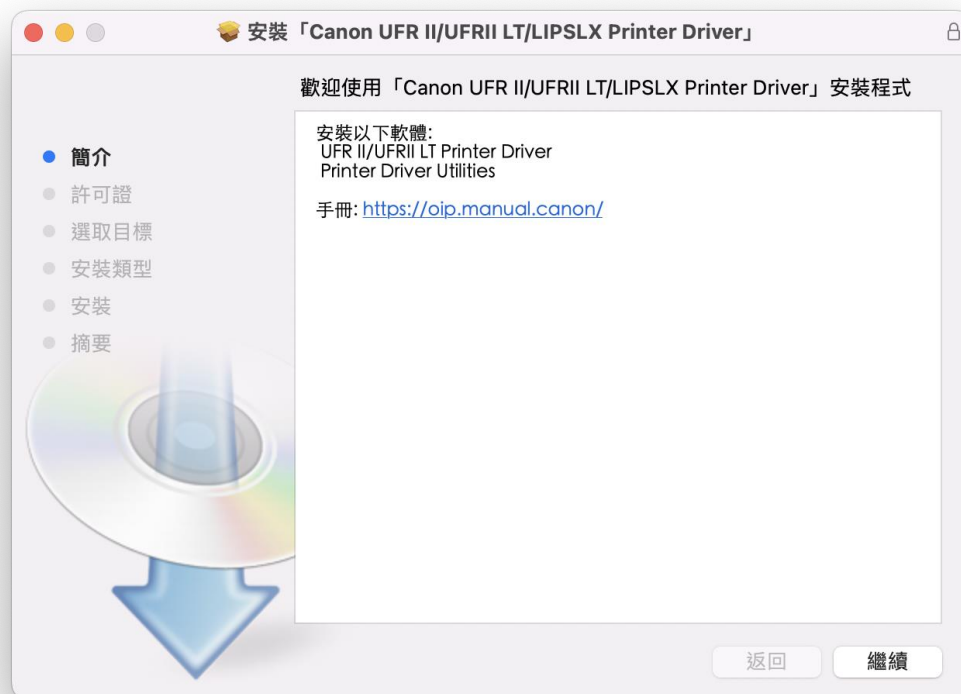 安裝「Canon UFR II/UFRII LT/LIPSLX Printer Driver」
歡迎使用「Canon UFR II/UFRII LT/LIPSLX Printer Driver」安裝程式
簡介
許可證
選取目標
安裝類型
安裝
摘要
安裝以下軟體:
UFR II/UFRII LT Printer Driver
Printer Driver Utilities
手冊: https://oip.manual.canon/
返回
繼續